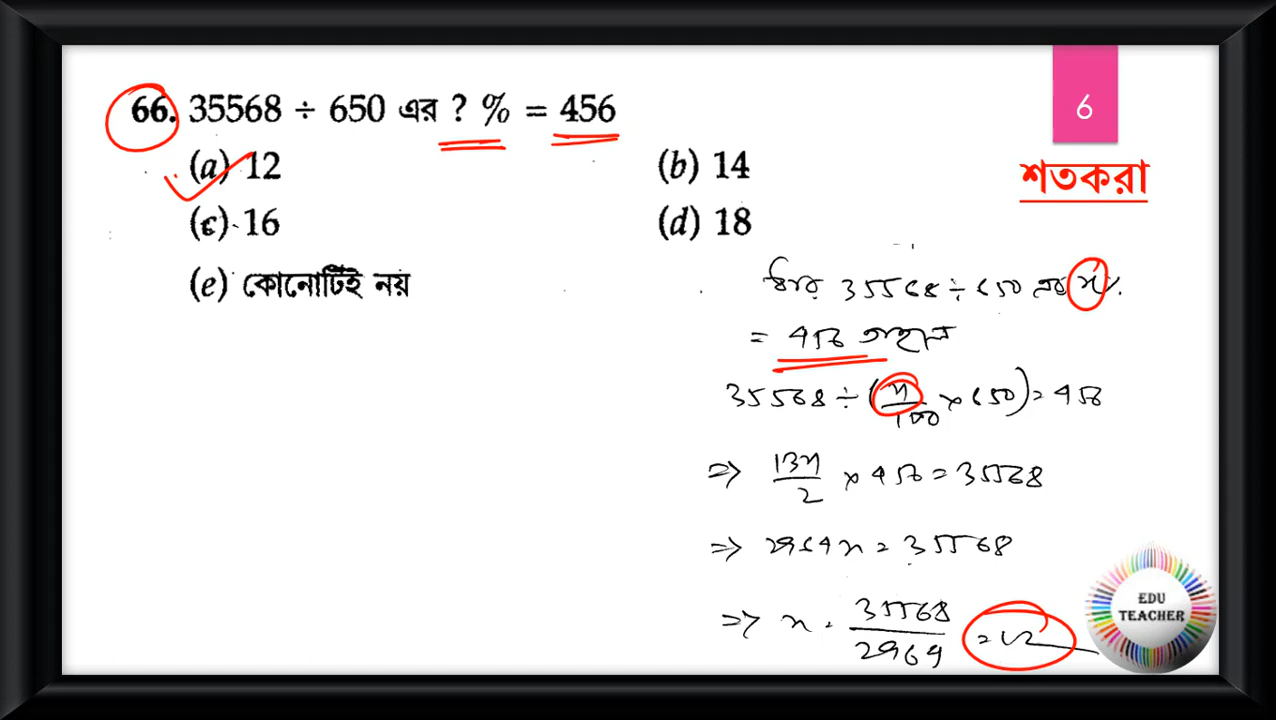 66. 35568 ÷ 650 এর ? % = 456
(a) 12
(b) 14
(c) 16
(d) 18
(e) কোনোটিই নয়
6
শতকরা
ধরি, 35568 ÷ 650 এর x%
= 456 তাহলে
35568 ÷ (x/100 × 650) = 456
⇒ 13x/2 × 456 = 35568
⇒ 2964x = 35568
⇒ x = 35568/2964 = 12
EDU
TEACHER